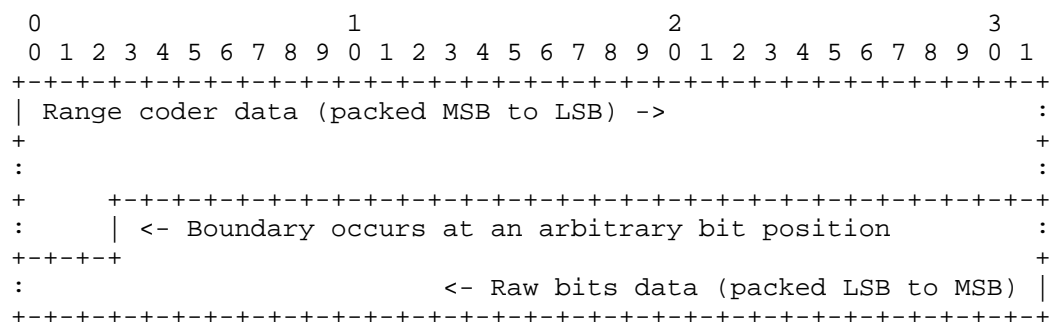 0                   1                   2                   3
 0 1 2 3 4 5 6 7 8 9 0 1 2 3 4 5 6 7 8 9 0 1 2 3 4 5 6 7 8 9 0 1
+-+-+-+-+-+-+-+-+-+-+-+-+-+-+-+-+-+-+-+-+-+-+-+-+-+-+-+-+-+-+-+-+
| Range coder data (packed MSB to LSB) ->                       :
+                                                               +
:                                                               :
+     +-+-+-+-+-+-+-+-+-+-+-+-+-+-+-+-+-+-+-+-+-+-+-+-+-+-+-+-+-+
:     | <- Boundary occurs at an arbitrary bit position         :
+-+-+-+                                                         +
:                          <- Raw bits data (packed LSB to MSB) |
+-+-+-+-+-+-+-+-+-+-+-+-+-+-+-+-+-+-+-+-+-+-+-+-+-+-+-+-+-+-+-+-+